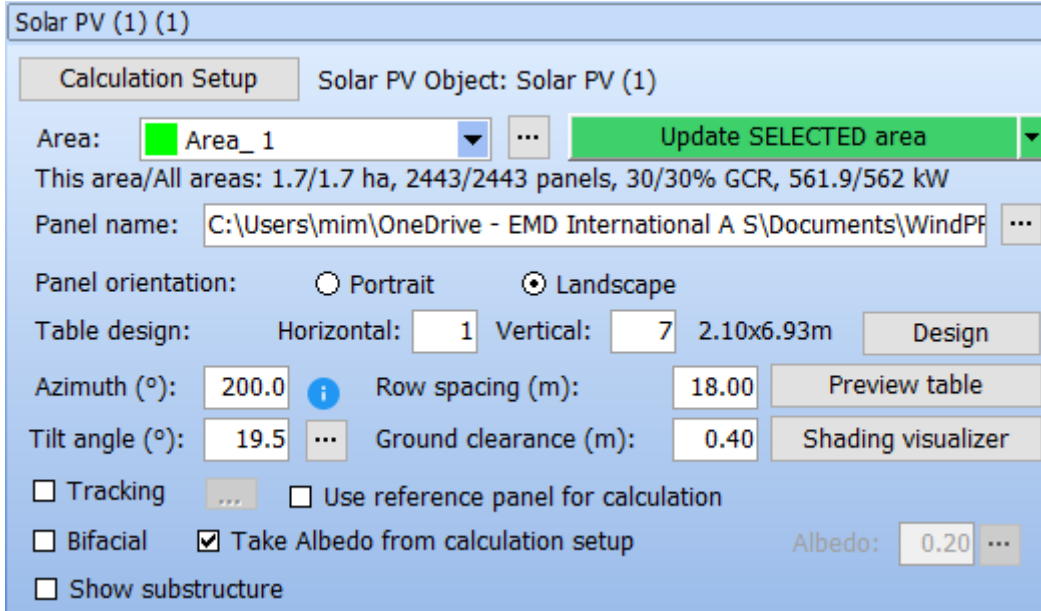 Solar PV (1) (1)
Calculation Setup Solar PV Object: Solar PV (1)
Area: Area_ 1 ... Update SELECTED area
This area/All areas: 1.7/1.7 ha, 2443/2443 panels, 30/30% GCR, 561.9/562 kW
Panel name: C:\Users\mim\OneDrive - EMD International A S\Documents\WindPR ...
Panel orientation: Portrait Landscape
Table design: Horizontal: 1 Vertical: 7 2.10x6.93m Design
Azimuth (°): 200.0 i Row spacing (m): 18.00 Preview table
Tilt angle (°): 19.5 ... Ground clearance (m): 0.40 Shading visualizer
Tracking ... Use reference panel for calculation
Bifacial Take Albedo from calculation setup Albedo: 0.20 ...
Show substructure